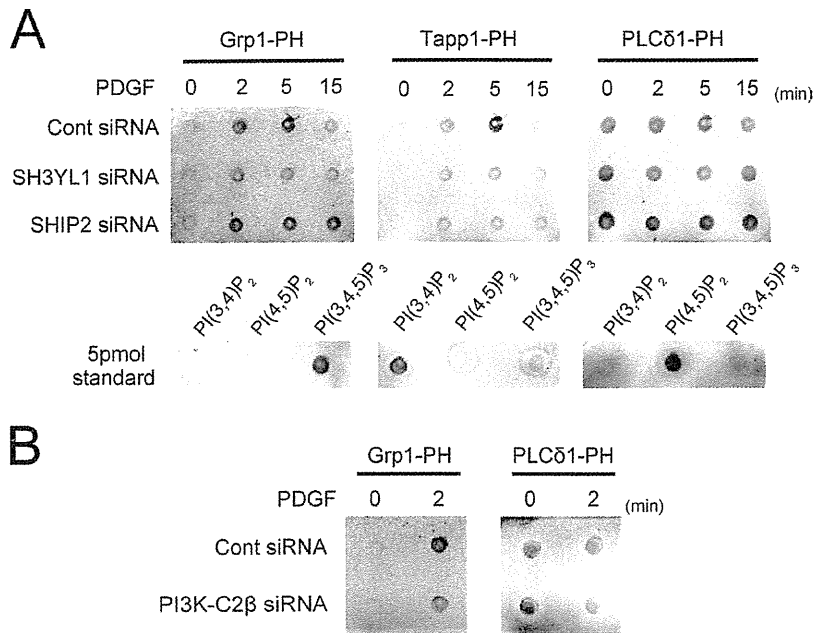 A
Grp1-PH Tapp1-PH PLCδ1-PH
PDGF 0 2 5 15 0 2 5 15 0 2 5 15 (min)
Cont siRNA
SH3YL1 siRNA
SHIP2 siRNA
PI(3,4)P₂ PI(4,5)P₂ PI(3,4,5)P₃ PI(3,4)P₂ PI(4,5)P₂ PI(3,4,5)P₃ PI(3,4)P₂ PI(4,5)P₂ PI(3,4,5)P₃
5pmol
standard
B
Grp1-PH PLCδ1-PH
PDGF 0 2 0 2 (min)
Cont siRNA
PI3K-C2β siRNA